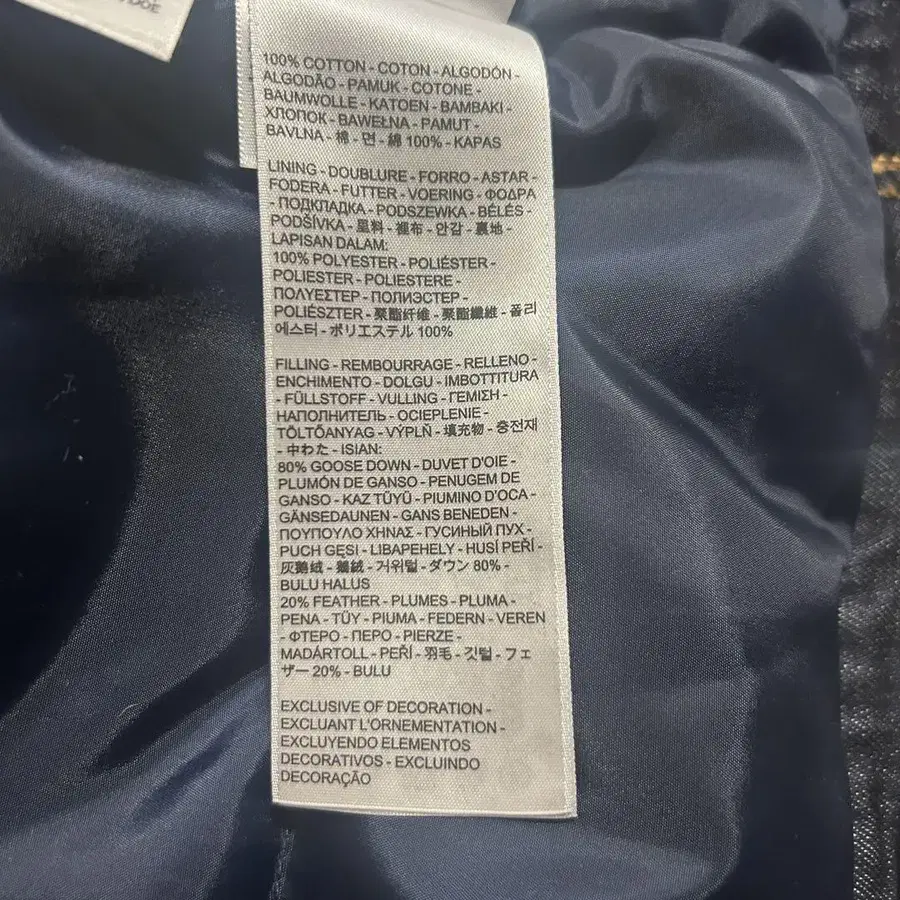 100% COTTON - COTON - ALGODÓN -
ALGODÃO - PAMUK - COTONE -
BAUMWOLLE - KATOEN - BAMBAKI -
ХЛОПОК - BAWEŁNA - PAMUT -
BAVLNA - 棉 - 면 - 綿 100% - KAPAS
LINING - DOUBLURE - FORRO - ASTAR -
FODERA - FUTTER - VOERING - ΦΟΔΡΑ
- ПОДКЛАДКА - PODSZEWKA - BÉLÉS -
PODŠÍVKA - 里料 - 裡布 - 안감 - 裏地 -
LAPISAN DALAM:
100% POLYESTER - POLIÉSTER -
POLIESTER - POLIESTERE -
ΠΟΛΥΕΣΤΕΡ - ПОЛИЭСТЕР -
POLIÉSZTER - 聚酯纤维 - 聚酯纖維 - 폴리
에스터 - ポリエステル 100%
FILLING - REMBOURRAGE - RELLENO -
ENCHIMENTO - DOLGU - IMBOTTITURA
- FÜLLSTOFF - VULLING - ΓΕΜΙΣΗ -
НАПОЛНИТЕЛЬ - OCIEPLENIE -
TÖLTŐANYAG - VÝPLŇ - 填充物 - 충전재
- 中わた - ISIAN:
80% GOOSE DOWN - DUVET D'OIE -
PLUMÓN DE GANSO - PENUGEM DE
GANSO - KAZ TÜYÜ - PIUMINO D'OCA -
GÄNSEDAUNEN - GANS BENEDEN -
ΠΟΥΠΟΥΛΟ ΧΗΝΑΣ - ГУСИНЫЙ ПУХ -
PUCH GĘSI - LIBAPEHELY - HUSÍ PEŘÍ -
灰鹅绒 - 鵝絨 - 거위털 - ダウン 80% -
BULU HALUS
20% FEATHER - PLUMES - PLUMA -
PENA - TÜY - PIUMA - FEDERN - VEREN
- ΦΤΕΡΟ - ПЕРО - PIERZE -
MADÁRTOLL - PEŘÍ - 羽毛 - 깃털 - フェ
ザー 20% - BULU
EXCLUSIVE OF DECORATION -
EXCLUANT L'ORNEMENTATION -
EXCLUYENDO ELEMENTOS
DECORATIVOS - EXCLUINDO
DECORAÇÃO